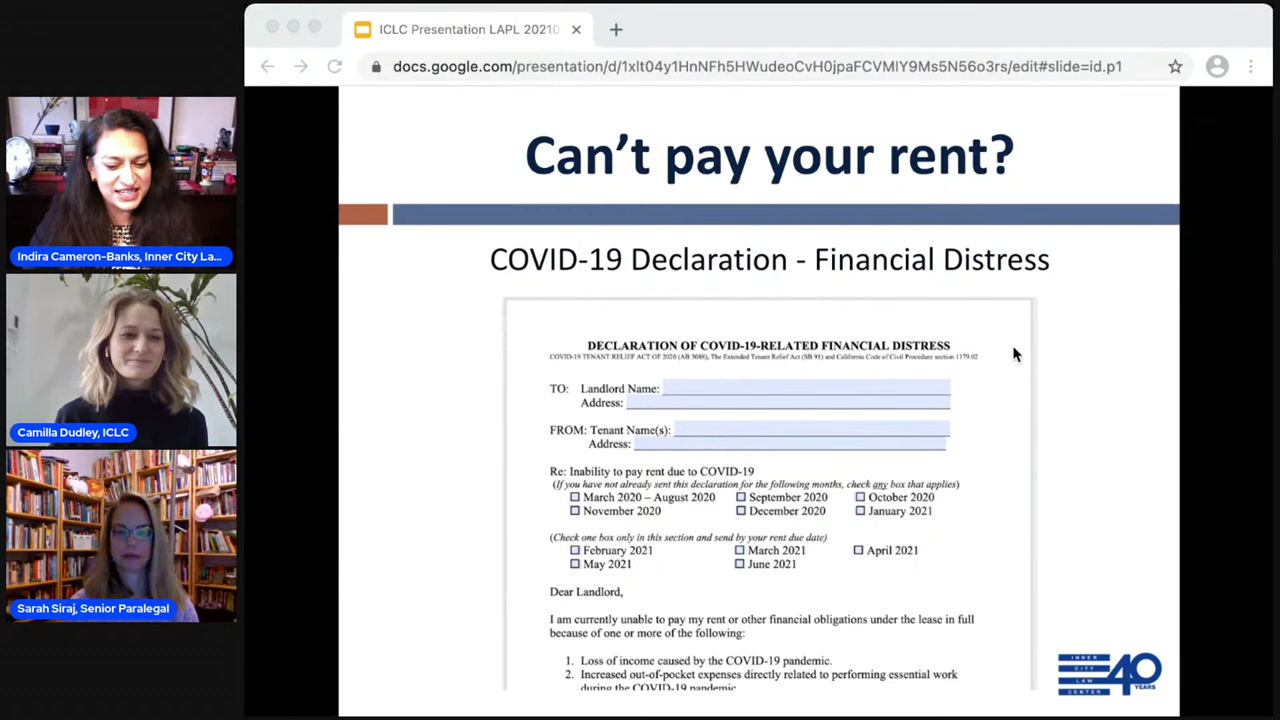 ICLC Presentation LAPL 20210
docs.google.com/presentation/d/1xlt04y1HnNFh5HWudeoCvH0jpaFCVMlY9Ms5N56o3rs/edit#slide=id.p1
Indira Cameron-Banks, Inner City La...
Camilla Dudley, ICLC
Sarah Siraj, Senior Paralegal
Can't pay your rent?
COVID-19 Declaration - Financial Distress
DECLARATION OF COVID-19-RELATED FINANCIAL DISTRESS
COVID-19 TENANT RELIEF ACT OF 2020 (AB 3088), The Extended Tenant Relief Act (SB 91) and California Code of Civil Procedure section 1179.02
TO: Landlord Name:
Address:
FROM: Tenant Name(s):
Address:
Re: Inability to pay rent due to COVID-19
(If you have not already sent this declaration for the following months, check any box that applies)
March 2020 – August 2020 September 2020 October 2020
November 2020 December 2020 January 2021
(Check one box only in this section and send by your rent due date)
February 2021 March 2021 April 2021
May 2021 June 2021
Dear Landlord,
I am currently unable to pay my rent or other financial obligations under the lease in full
because of one or more of the following:
1. Loss of income caused by the COVID-19 pandemic.
2. Increased out-of-pocket expenses directly related to performing essential work
during the COVID-19 pandemic.
INNER
CITY
LAW
CENTER
40
YEARS